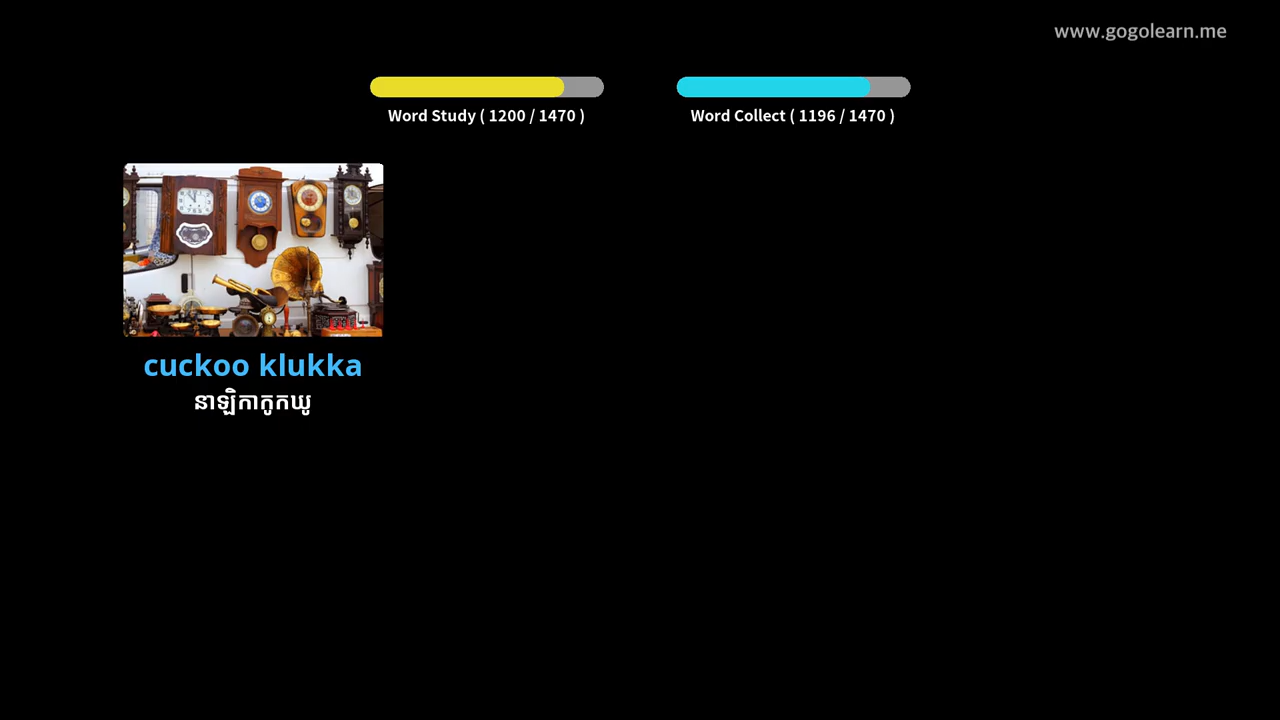 www.gogolearn.me
Word Study ( 1200 / 1470 )
Word Collect ( 1196 / 1470 )
cuckoo klukka
នាឡិកាកូកឃូ